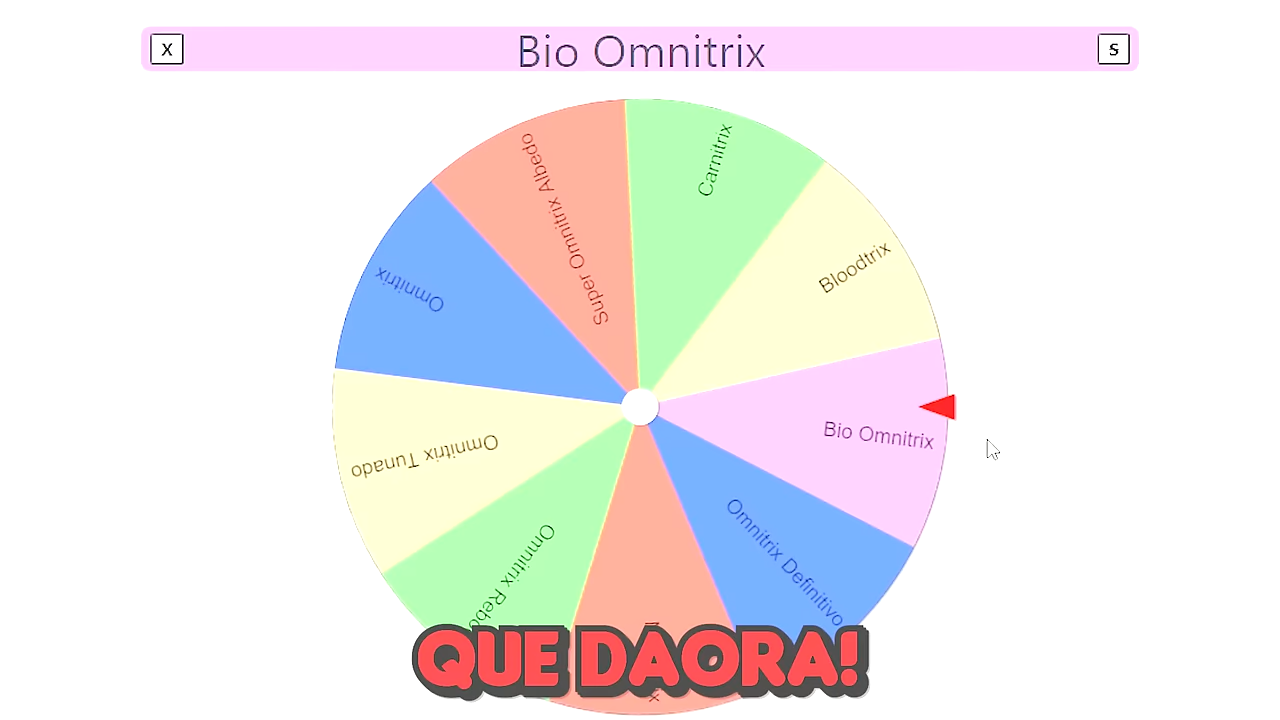 X
Bio Omnitrix
S
Carnitrix
Bloodtrix
Bio Omnitrix
Omnitrix Definitivo
Omnitrix Tunado
Omnitrix
Super Omnitrix Albedo
QUE DAORA!